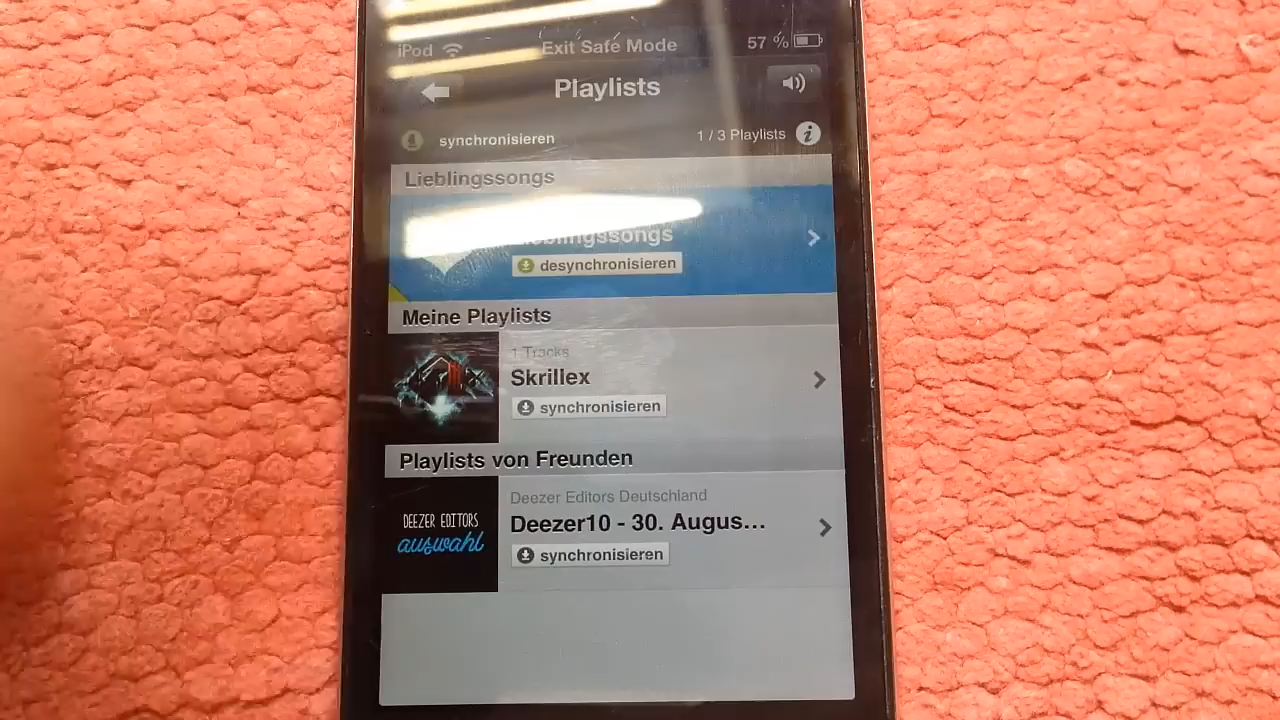 iPod Exit Safe Mode 57 %
Playlists
synchronisieren 1 / 3 Playlists i
Lieblingssongs
Lieblingssongs
desynchronisieren
Meine Playlists
1 Tracks
Skrillex
synchronisieren
Playlists von Freunden
DEEZER EDITORS
auswahl
Deezer Editors Deutschland
Deezer10 - 30. Augus...
synchronisieren